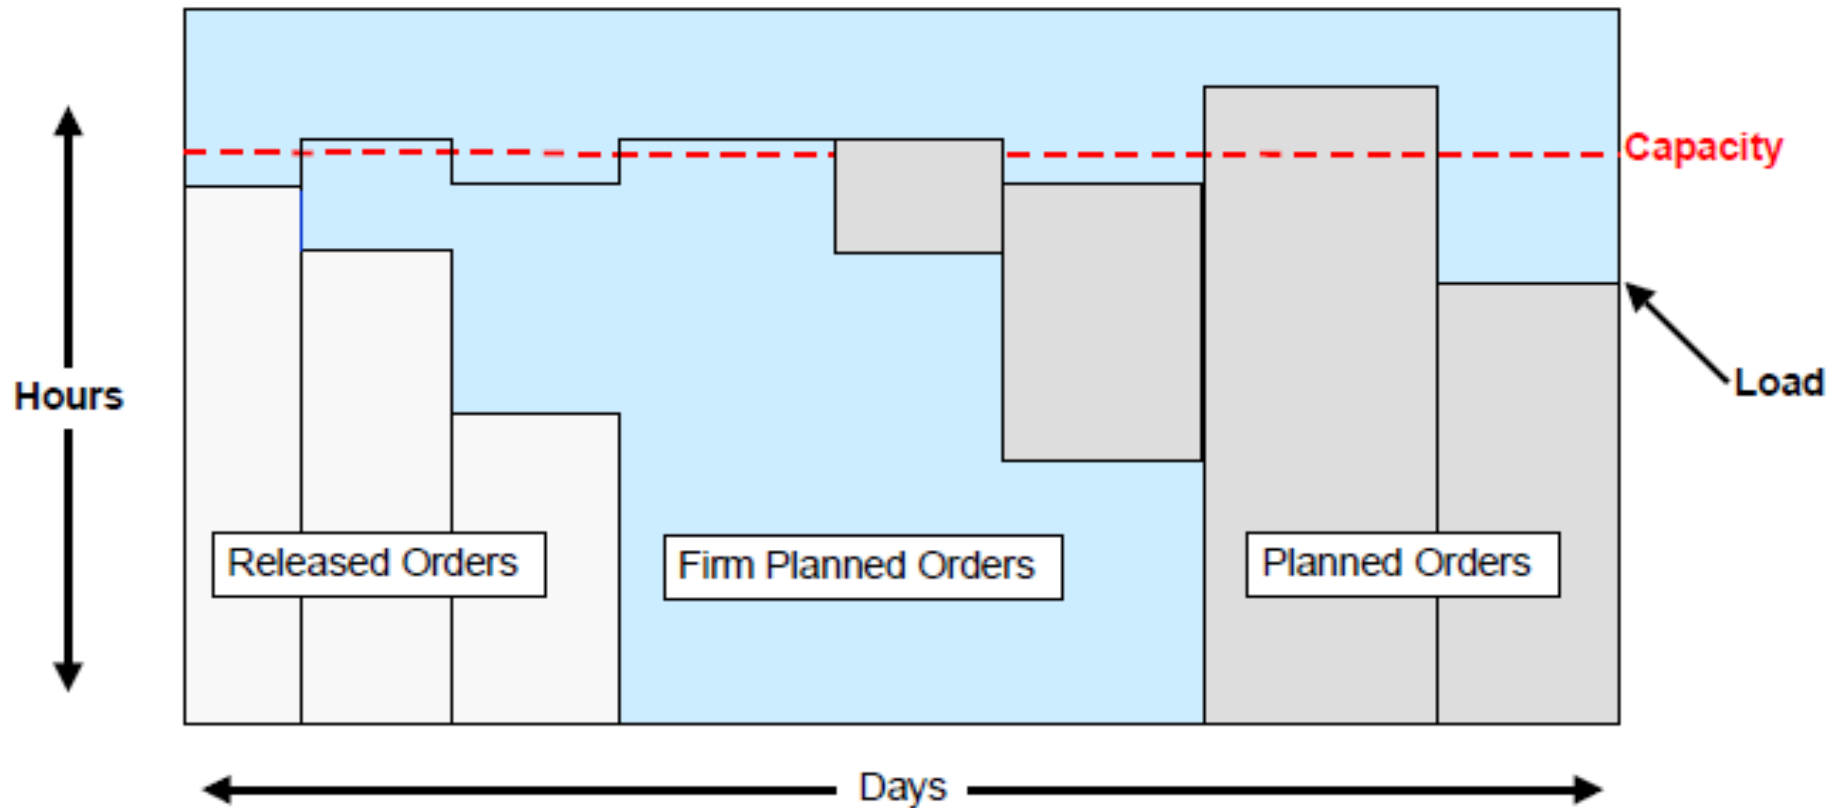 Capacity
Hours
Load
Released Orders
Firm Planned Orders
Planned Orders
Days